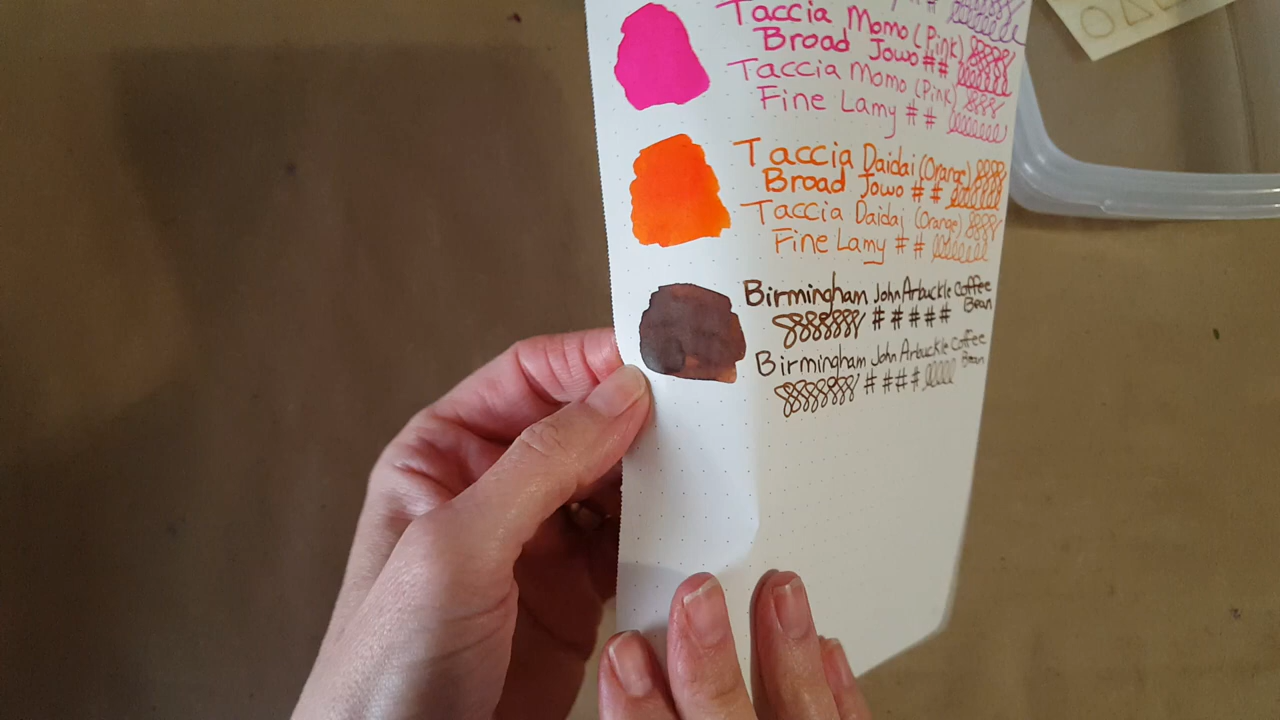 Taccia Momo (Pink)
Broad Jowo ##
Taccia Momo (Pink)
Fine Lamy # #
Taccia Daidai (Orange)
Broad Jowo # #
Taccia Daidai (Orange)
Fine Lamy # #
Birmingham John Arbuckle Coffee
Bean
# # # # #
Birmingham John Arbuckle Coffee
Bean
# # # #